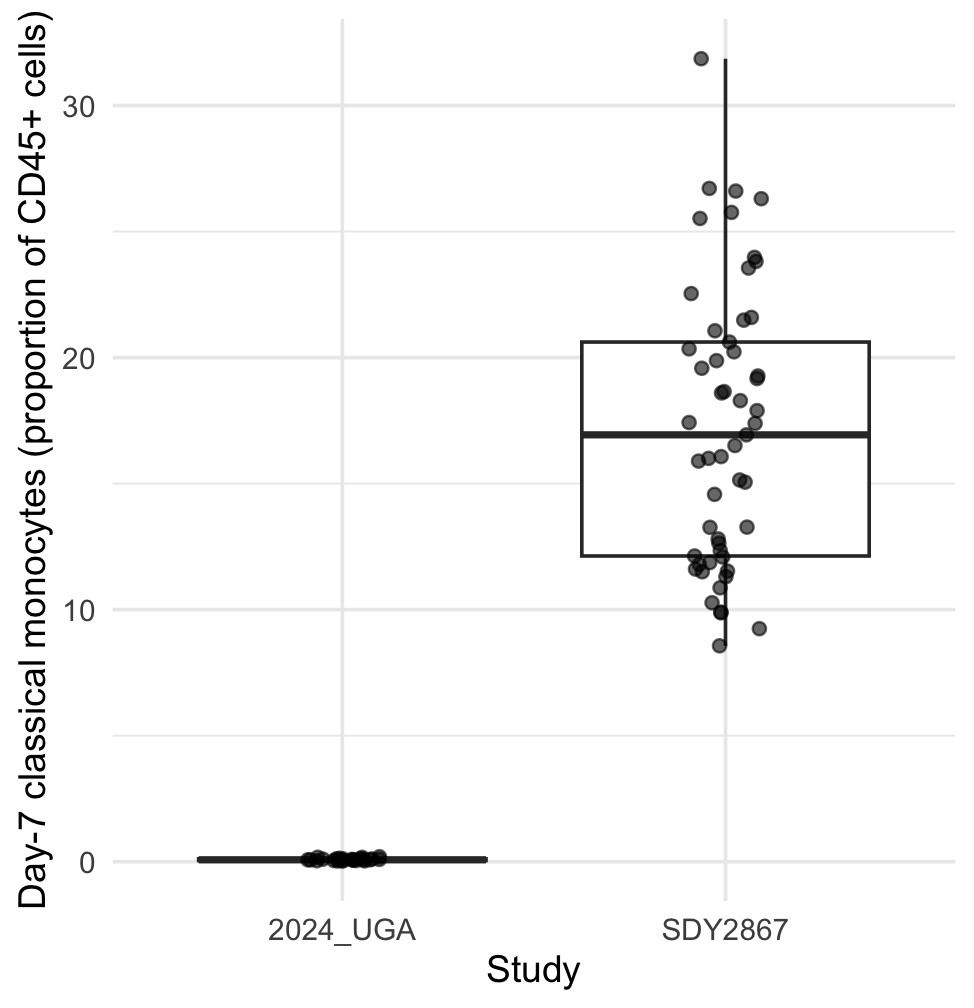 Day-7 classical monocytes (proportion of CD45+ cells)
30
20
10
0
2024_UGA
SDY2867
Study